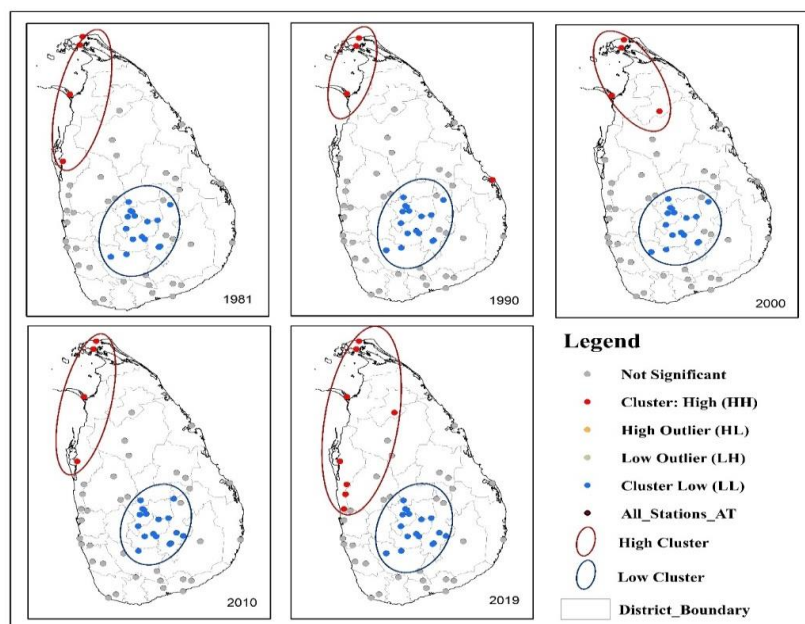 1981
1990
2000
2010
2019
Legend
Not Significant
Cluster: High (HH)
High Outlier (HL)
Low Outlier (LH)
Cluster Low (LL)
All_Stations_AT
High Cluster
Low Cluster
District_Boundary